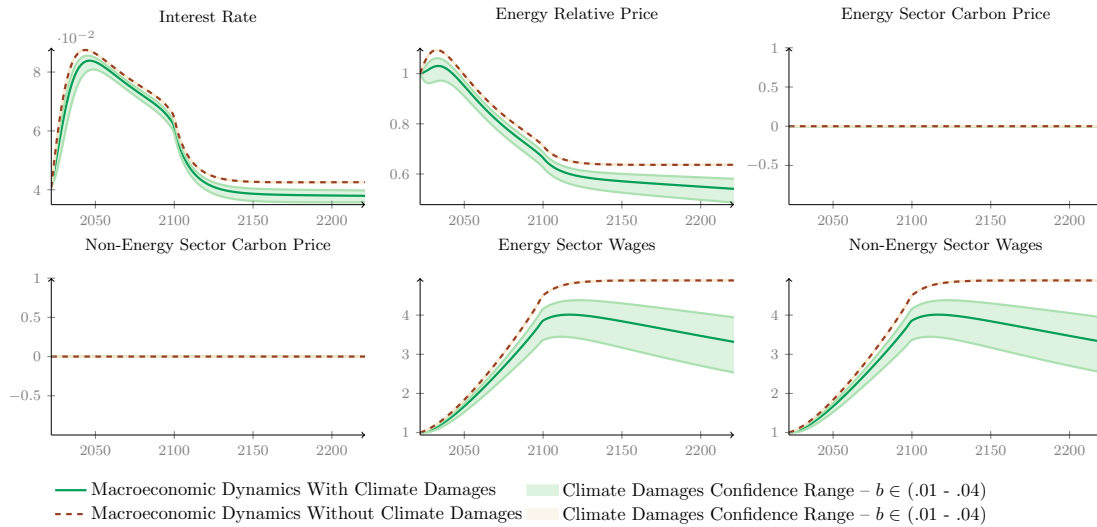 Interest Rate
Energy Relative Price
Energy Sector Carbon Price
·10−2
8
6
4
2050 2100 2150 2200
1
0.8
0.6
2050 2100 2150 2200
1
0.5
0
−0.5
2050 2100 2150 2200
Non-Energy Sector Carbon Price
Energy Sector Wages
Non-Energy Sector Wages
1
0.5
0
−0.5
2050 2100 2150 2200
4
3
2
1
2050 2100 2150 2200
4
3
2
1
2050 2100 2150 2200
Macroeconomic Dynamics With Climate Damages
Climate Damages Confidence Range – b ∈ (.01 - .04)
Macroeconomic Dynamics Without Climate Damages
Climate Damages Confidence Range – b ∈ (.01 - .04)